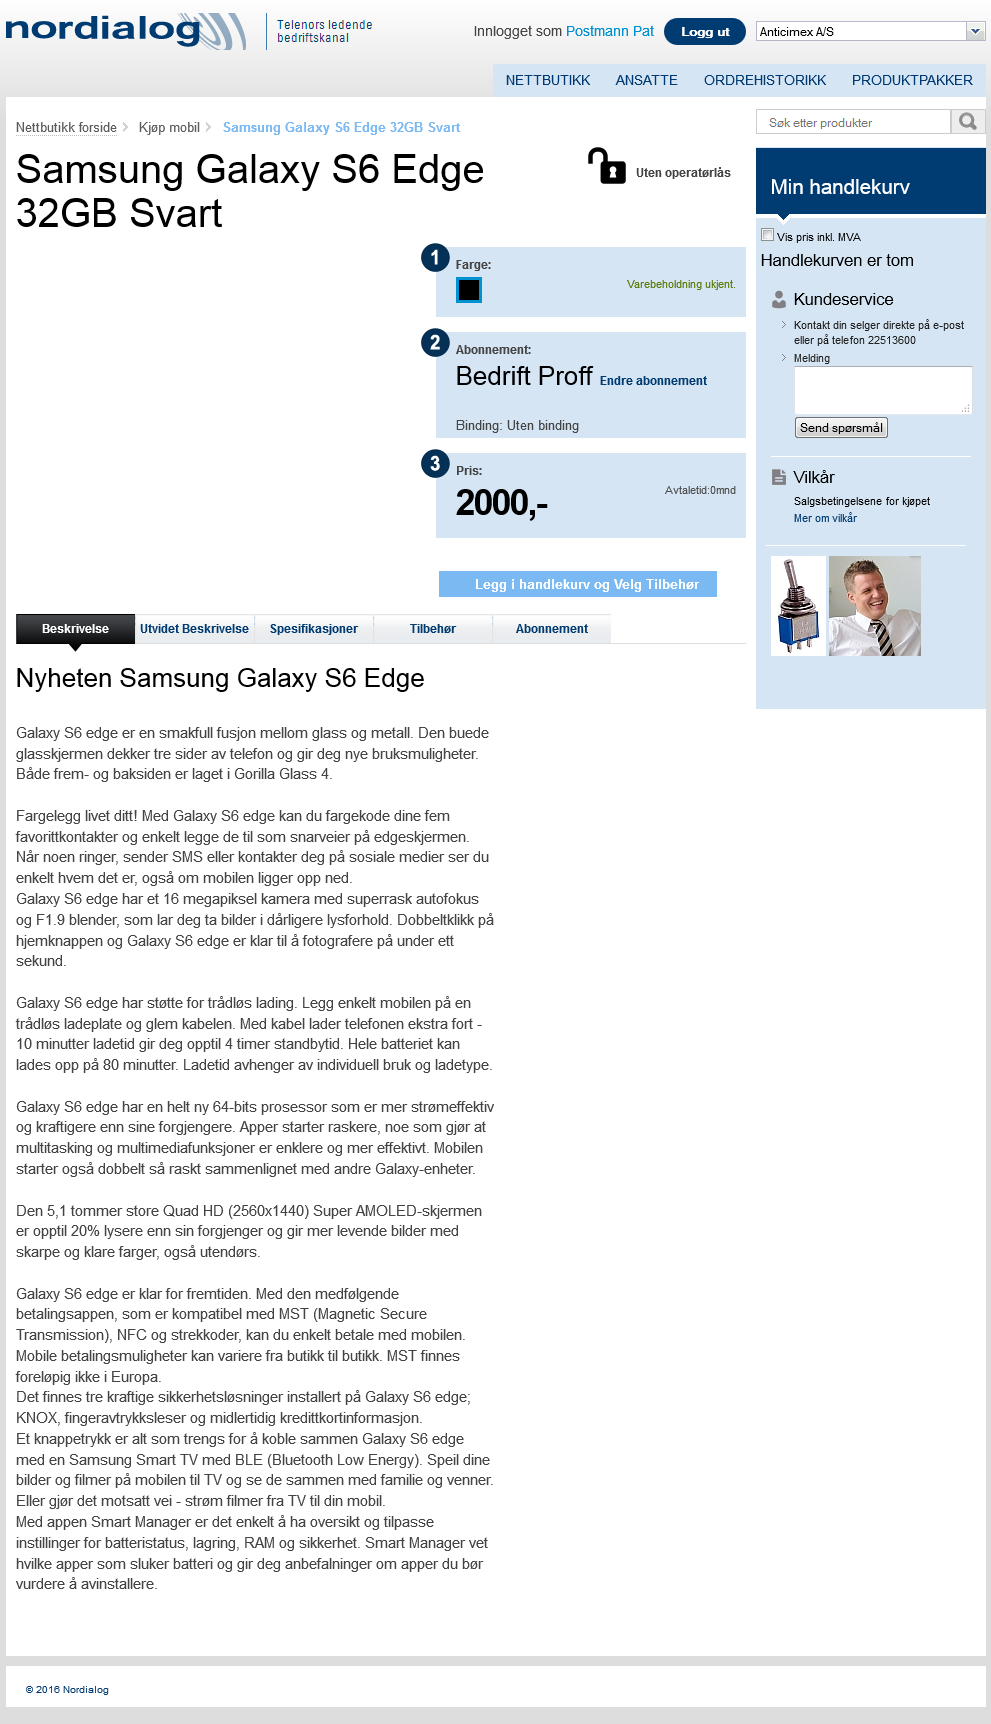 nordialog
Telenors ledende
bedriftskanal
Innlogget som Postmann Pat
Logg ut
Anticimex A/S
NETTBUTIKK ANSATTE ORDREHISTORIKK PRODUKTPAKKER
Nettbutikk forside Kjøp mobil Samsung Galaxy S6 Edge 32GB Svart
Søk etter produkter
Samsung Galaxy S6 Edge
32GB Svart
Uten operatørlås
1
Farge:
Varebeholdning ukjent.
2
Abonnement:
Bedrift Proff Endre abonnement
Binding: Uten binding
3
Pris:
2000,-
Avtaletid:0mnd
Legg i handlekurv og Velg Tilbehør
Min handlekurv
Vis pris inkl. MVA
Handlekurven er tom
Kundeservice
Kontakt din selger direkte på e-post
eller på telefon 22513600
Melding
Send spørsmål
Vilkår
Salgsbetingelsene for kjøpet
Mer om vilkår
Beskrivelse Utvidet Beskrivelse Spesifikasjoner Tilbehør Abonnement
Nyheten Samsung Galaxy S6 Edge
Galaxy S6 edge er en smakfull fusjon mellom glass og metall. Den buede
glasskjermen dekker tre sider av telefon og gir deg nye bruksmuligheter.
Både frem- og baksiden er laget i Gorilla Glass 4.
Fargelegg livet ditt! Med Galaxy S6 edge kan du fargekode dine fem
favorittkontakter og enkelt legge de til som snarveier på edgeskjermen.
Når noen ringer, sender SMS eller kontakter deg på sosiale medier ser du
enkelt hvem det er, også om mobilen ligger opp ned.
Galaxy S6 edge har et 16 megapiksel kamera med superrask autofokus
og F1.9 blender, som lar deg ta bilder i dårligere lysforhold. Dobbeltklikk på
hjemknappen og Galaxy S6 edge er klar til å fotografere på under ett
sekund.
Galaxy S6 edge har støtte for trådløs lading. Legg enkelt mobilen på en
trådløs ladeplate og glem kabelen. Med kabel lader telefonen ekstra fort -
10 minutter ladetid gir deg opptil 4 timer standbytid. Hele batteriet kan
lades opp på 80 minutter. Ladetid avhenger av individuell bruk og ladetype.
Galaxy S6 edge har en helt ny 64-bits prosessor som er mer strømeffektiv
og kraftigere enn sine forgjengere. Apper starter raskere, noe som gjør at
multitasking og multimediafunksjoner er enklere og mer effektivt. Mobilen
starter også dobbelt så raskt sammenlignet med andre Galaxy-enheter.
Den 5,1 tommer store Quad HD (2560x1440) Super AMOLED-skjermen
er opptil 20% lysere enn sin forgjenger og gir mer levende bilder med
skarpe og klare farger, også utendørs.
Galaxy S6 edge er klar for fremtiden. Med den medfølgende
betalingsappen, som er kompatibel med MST (Magnetic Secure
Transmission), NFC og strekkoder, kan du enkelt betale med mobilen.
Mobile betalingsmuligheter kan variere fra butikk til butikk. MST finnes
foreløpig ikke i Europa.
Det finnes tre kraftige sikkerhetsløsninger installert på Galaxy S6 edge;
KNOX, fingeravtrykksleser og midlertidig kredittkortinformasjon.
Et knappetrykk er alt som trengs for å koble sammen Galaxy S6 edge
med en Samsung Smart TV med BLE (Bluetooth Low Energy). Speil dine
bilder og filmer på mobilen til TV og se de sammen med familie og venner.
Eller gjør det motsatt vei - strøm filmer fra TV til din mobil.
Med appen Smart Manager er det enkelt å ha oversikt og tilpasse
instillinger for batteristatus, lagring, RAM og sikkerhet. Smart Manager vet
hvilke apper som sluker batteri og gir deg anbefalninger om apper du bør
vurdere å avinstallere.
© 2016 Nordialog